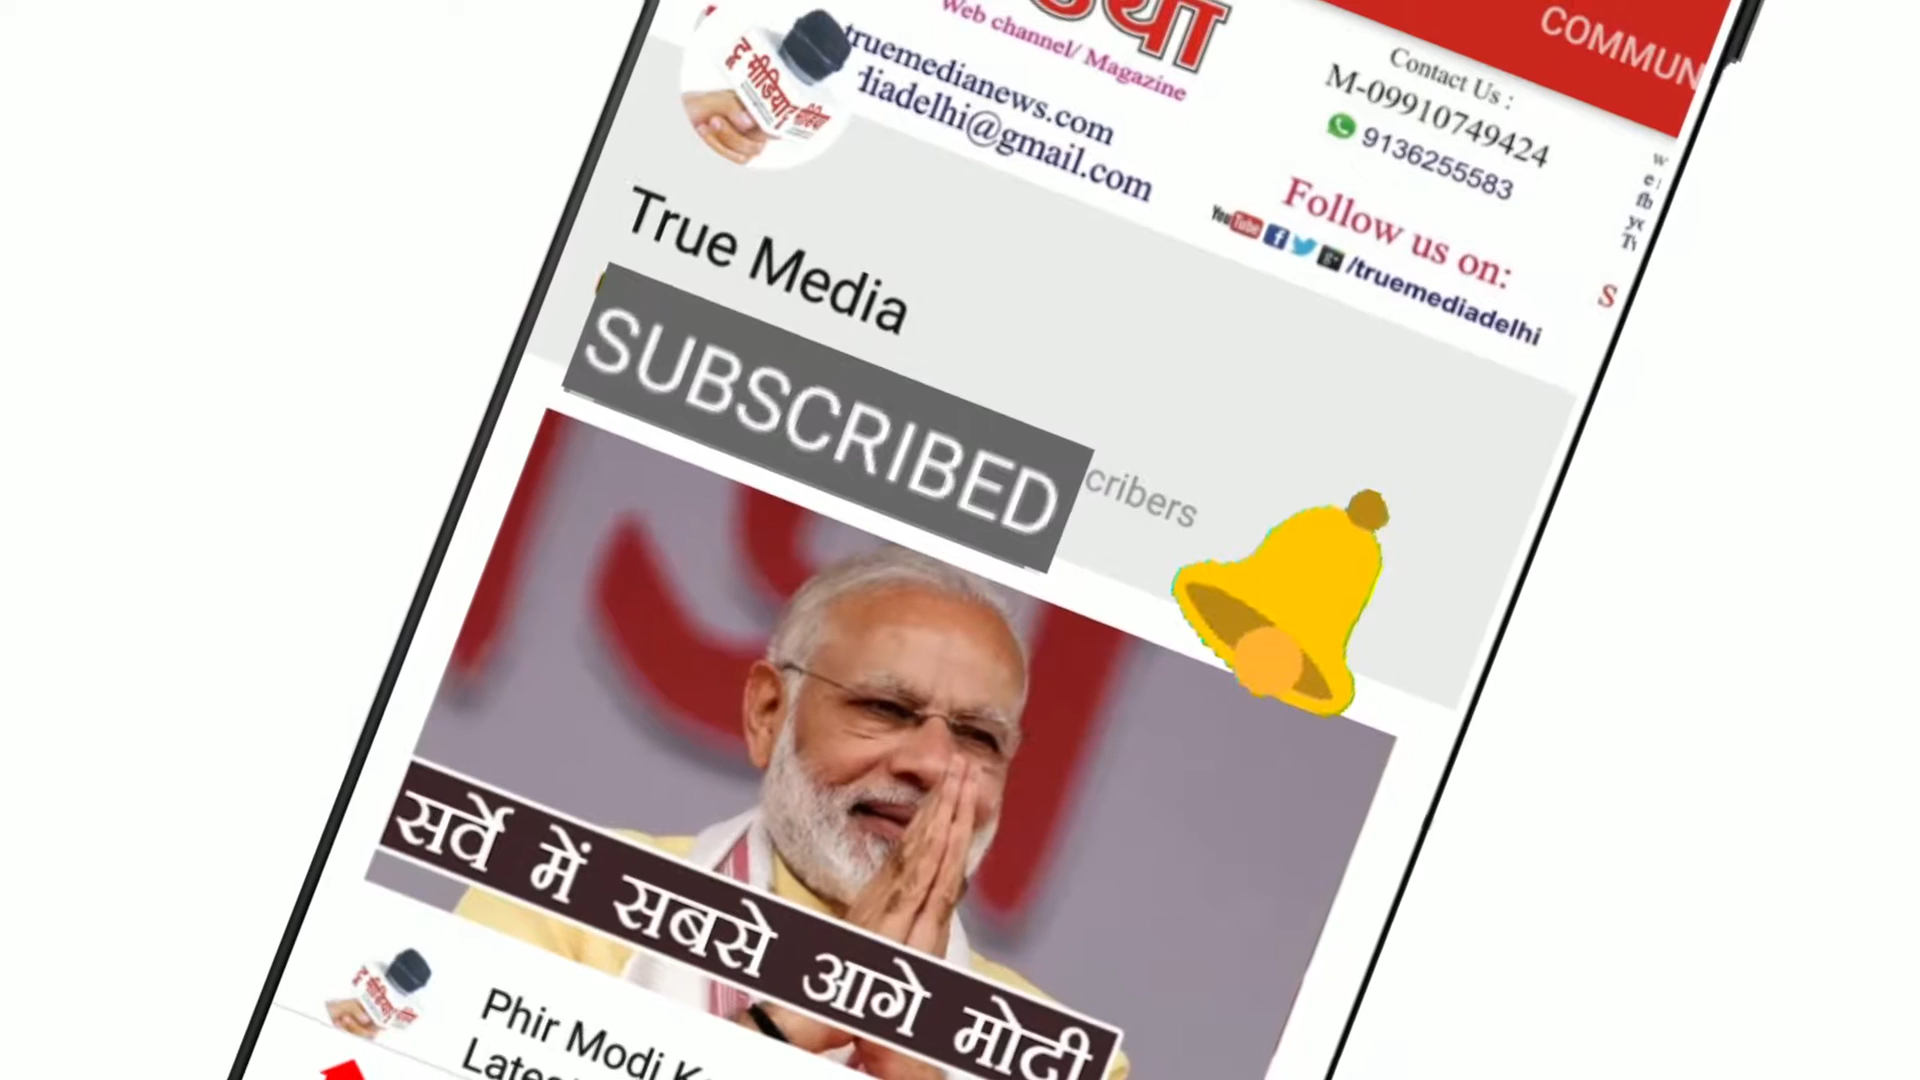 COMMUN
डिया
Web channel/ Magazine
truemedianews.com
diadelhi@gmail.com
Contact Us :
M-09910749424
9136255583
Follow us on:
YouTube
/truemediadelhi
ट्रू मीडिया
True Media
SUBSCRIBED
cribers
सर्वे में सबसे आगे मोदी
Phir Modi